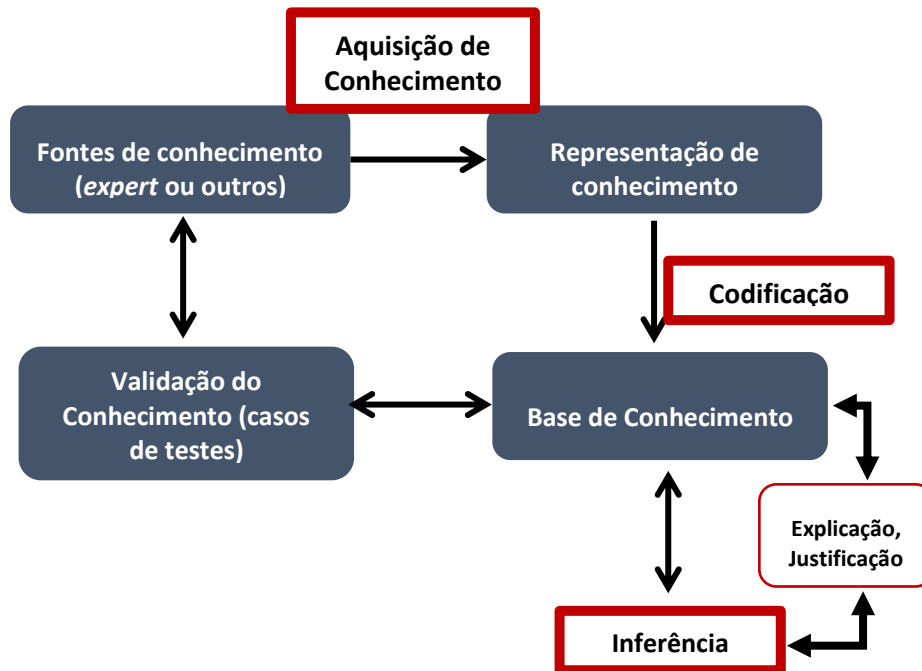 Aquisição de
Conhecimento
Fontes de conhecimento
(expert ou outros)
Representação de
conhecimento
Codificação
Validação do
Conhecimento (casos
de testes)
Base de Conhecimento
Explicação,
Justificação
Inferência